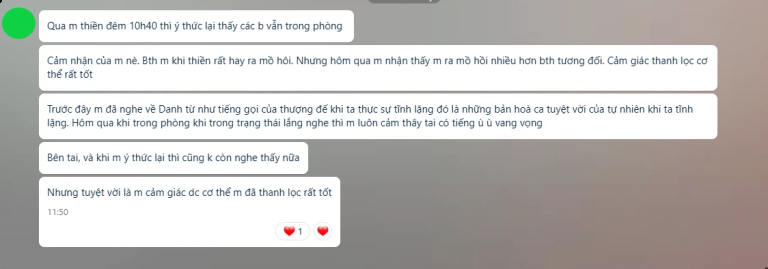 Qua m thiền đêm 10h40 thì ý thức lại thấy các b vẫn trong phòng
Cảm nhận của m nè. Bth m khi thiền rất hay ra mồ hôi. Nhưng hôm qua m nhận thấy m ra mồ hồi nhiều hơn bth tương đối. Cảm giác thanh lọc cơ
thể rất tốt
Trước đây m đã nghe về Danh từ như tiếng gọi của thượng đế khi ta thực sự tĩnh lặng đó là những bản hoà ca tuyệt vời của tự nhiên khi ta tĩnh
lặng. Hôm qua khi trong phòng khi trong trạng thái lắng nghe thì m luôn cảm thây tai có tiếng ù ù vang vọng
Bên tai, và khi m ý thức lại thì cũng k còn nghe thấy nữa
Nhưng tuyệt vời là m cảm giác dc cơ thể m đã thanh lọc rất tốt
11:50
1